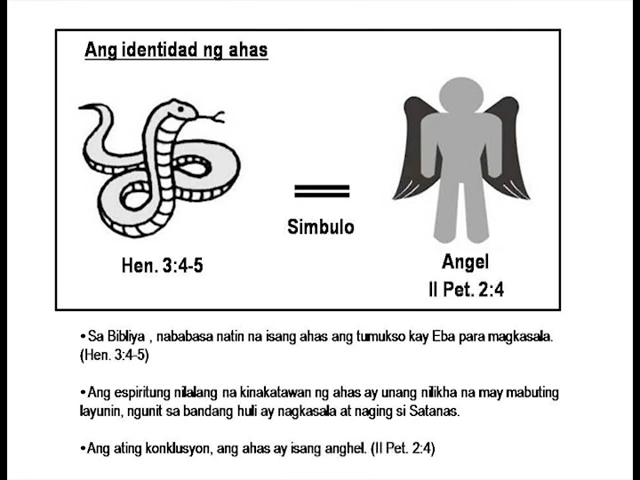 Ang identidad ng ahas
Simbulo
Hen. 3:4-5
Angel
II Pet. 2:4
•Sa Bibliya , nababasa natin na isang ahas ang tumukso kay Eba para magkasala.
(Hen. 3:4-5)
•Ang espiritung nilalang na kinakatawan ng ahas ay unang nilikha na may mabuting
layunin, ngunit sa bandang huli ay nagkasala at naging si Satanas.
•Ang ating konklusyon, ang ahas ay isang anghel. (II Pet. 2:4)